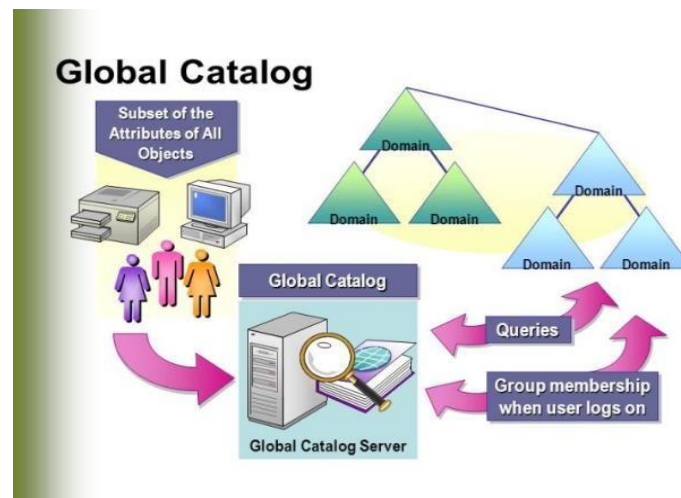 Global Catalog
Subset of the
Attributes of All
Objects
Domain
Domain
Domain
Domain
Domain
Domain
Domain
Global Catalog
Queries
Group membership
when user logs on
Global Catalog Server